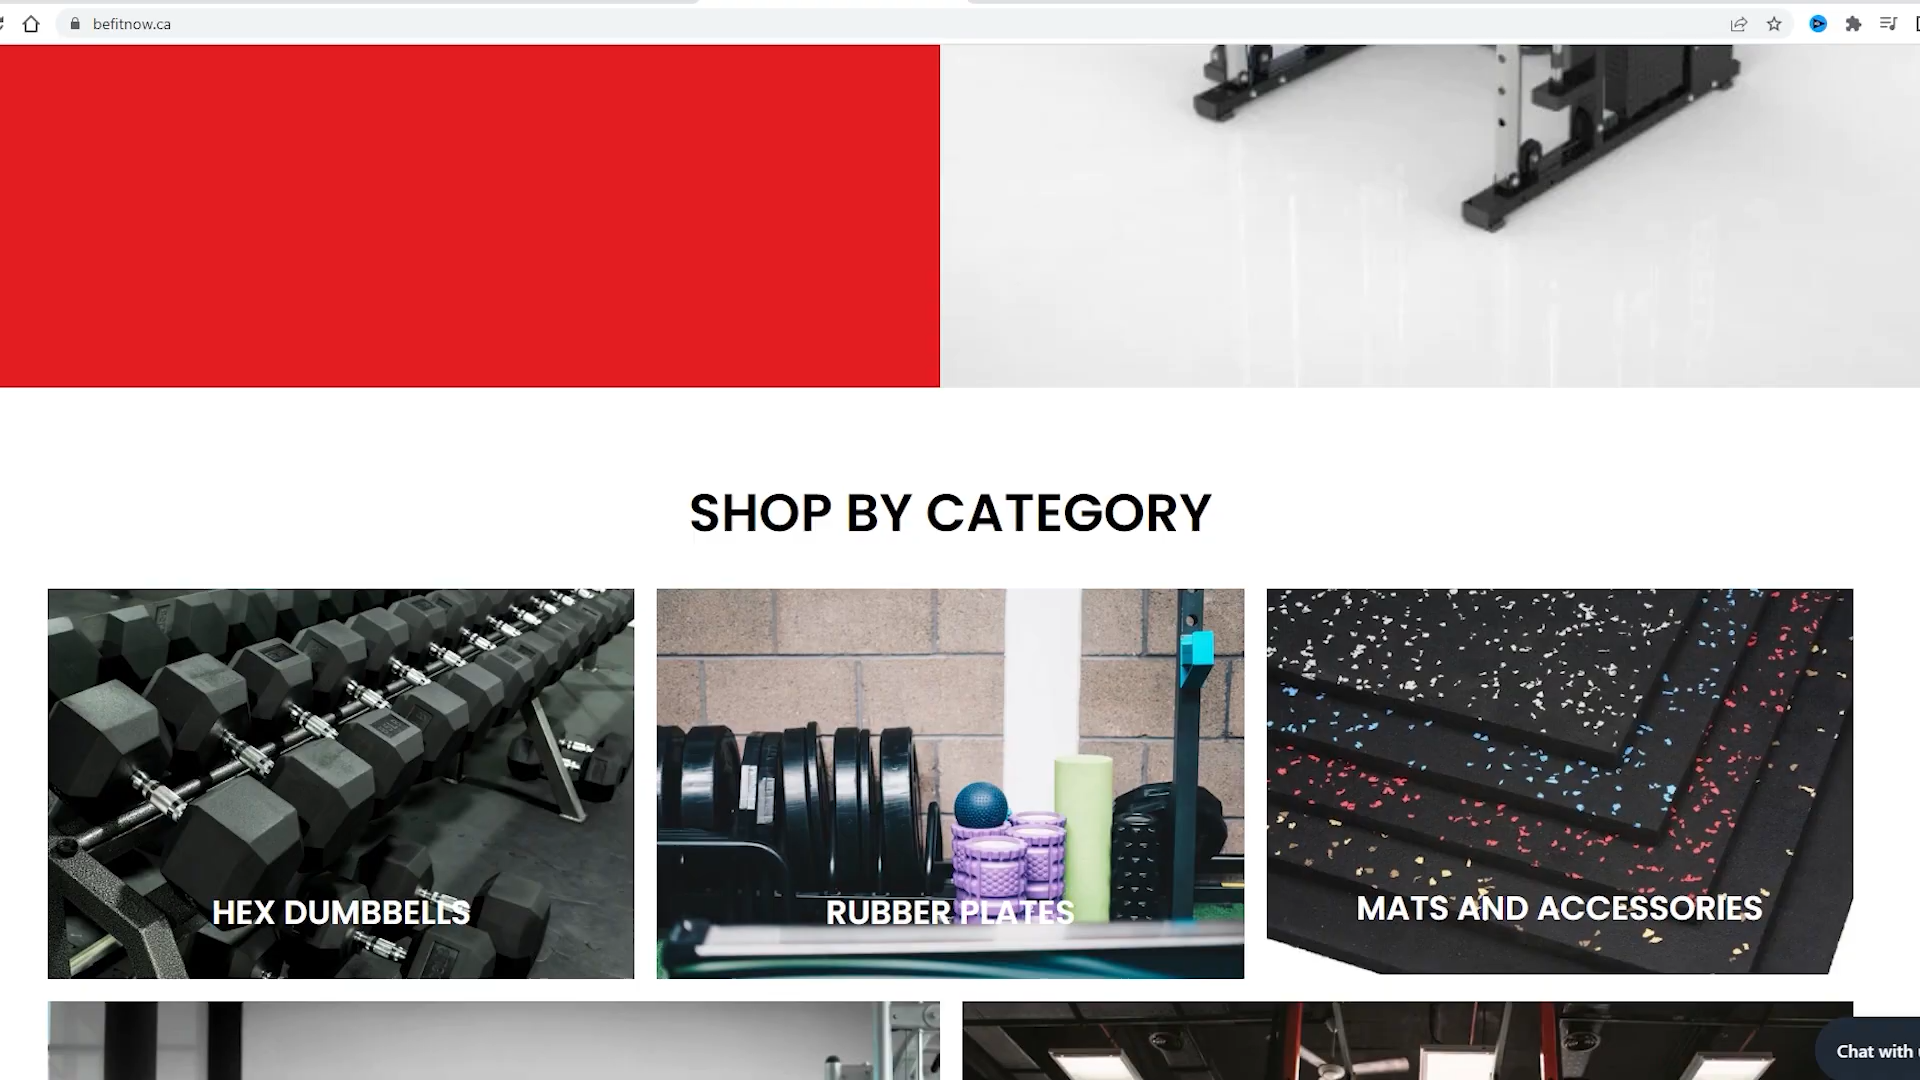 befitnow.ca
SHOP BY CATEGORY
HEX DUMBBELLS
RUBBER PLATES
MATS AND ACCESSORIES
Chat with